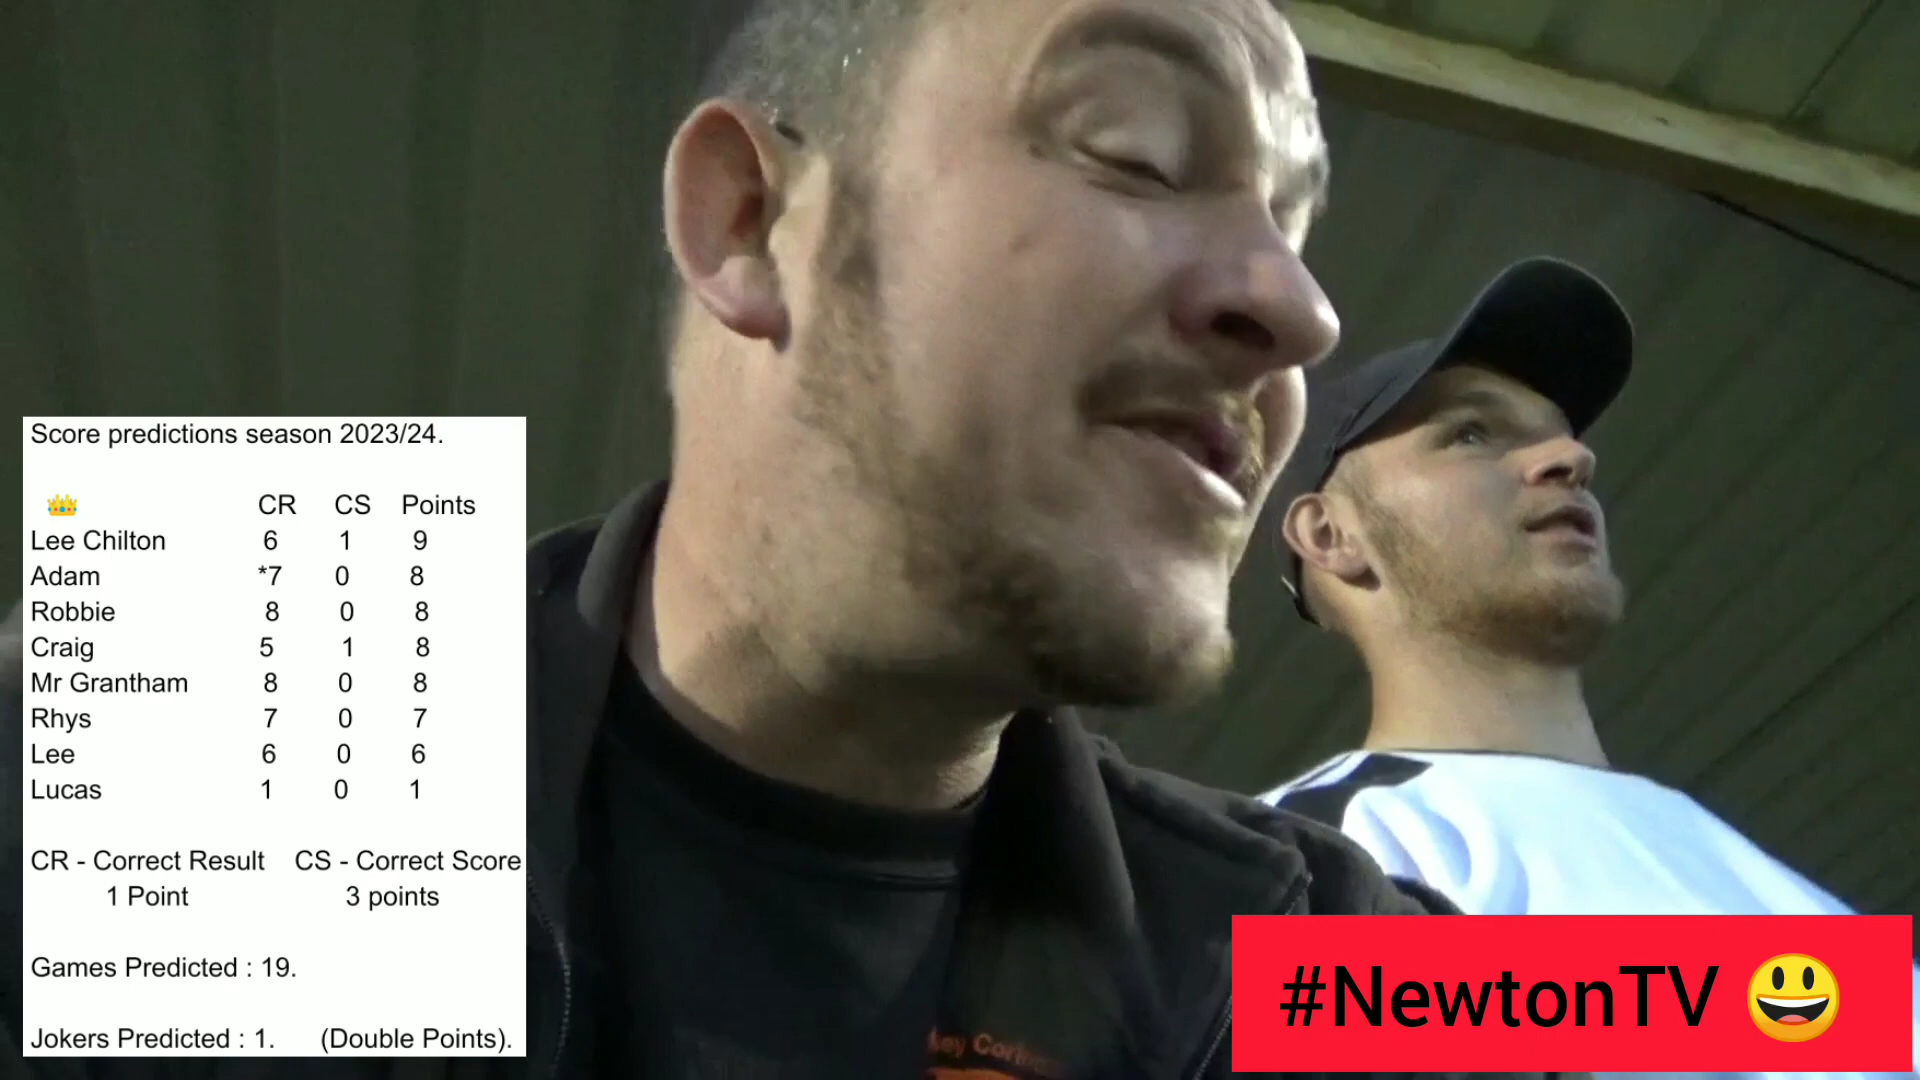 Score predictions season 2023/24.
👑 CR CS Points
Lee Chilton 6 1 9
Adam *7 0 8
Robbie 8 0 8
Craig 5 1 8
Mr Grantham 8 0 8
Rhys 7 0 7
Lee 6 0 6
Lucas 1 0 1
CR - Correct Result CS - Correct Score
1 Point 3 points
Games Predicted : 19.
Jokers Predicted : 1. (Double Points).
#NewtonTV 😃